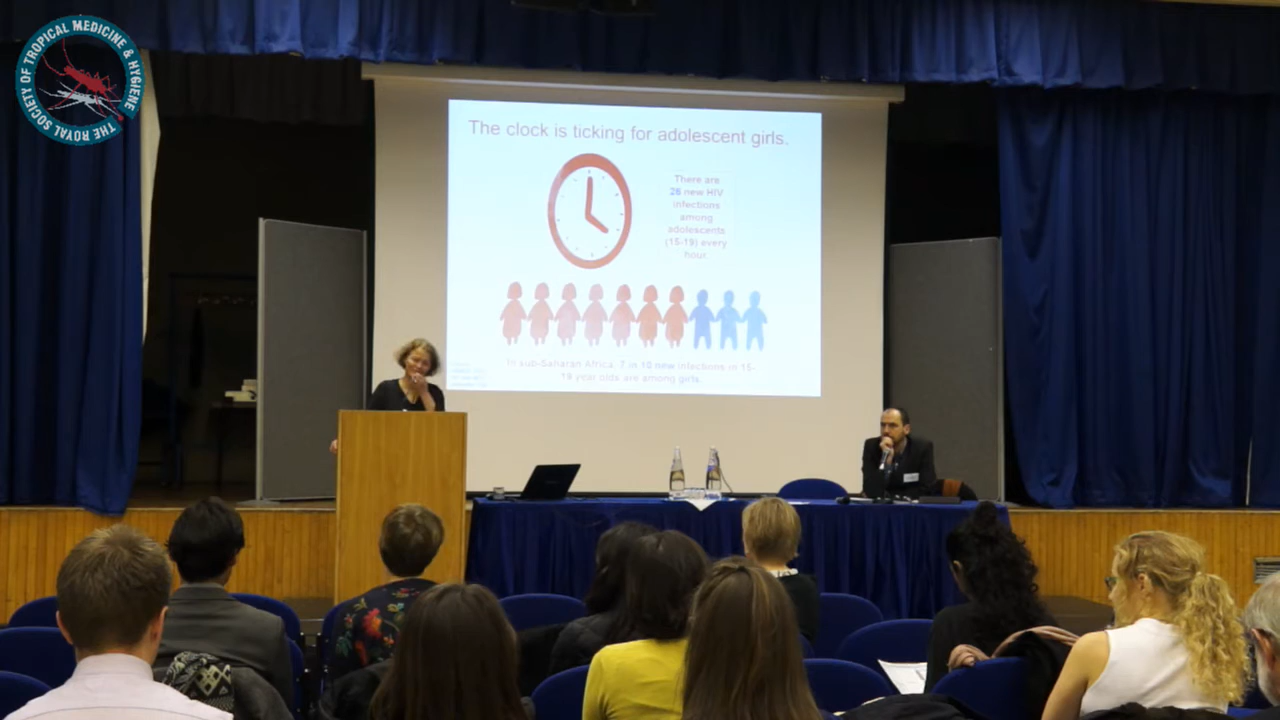 THE ROYAL SOCIETY OF TROPICAL MEDICINE & HYGIENE
The clock is ticking for adolescent girls.
There are
26 new HIV
infections
among
adolescents
(15-19) every
hour
In sub-Saharan Africa, 7 in 10 new infections in 15-
19 year olds are among girls.